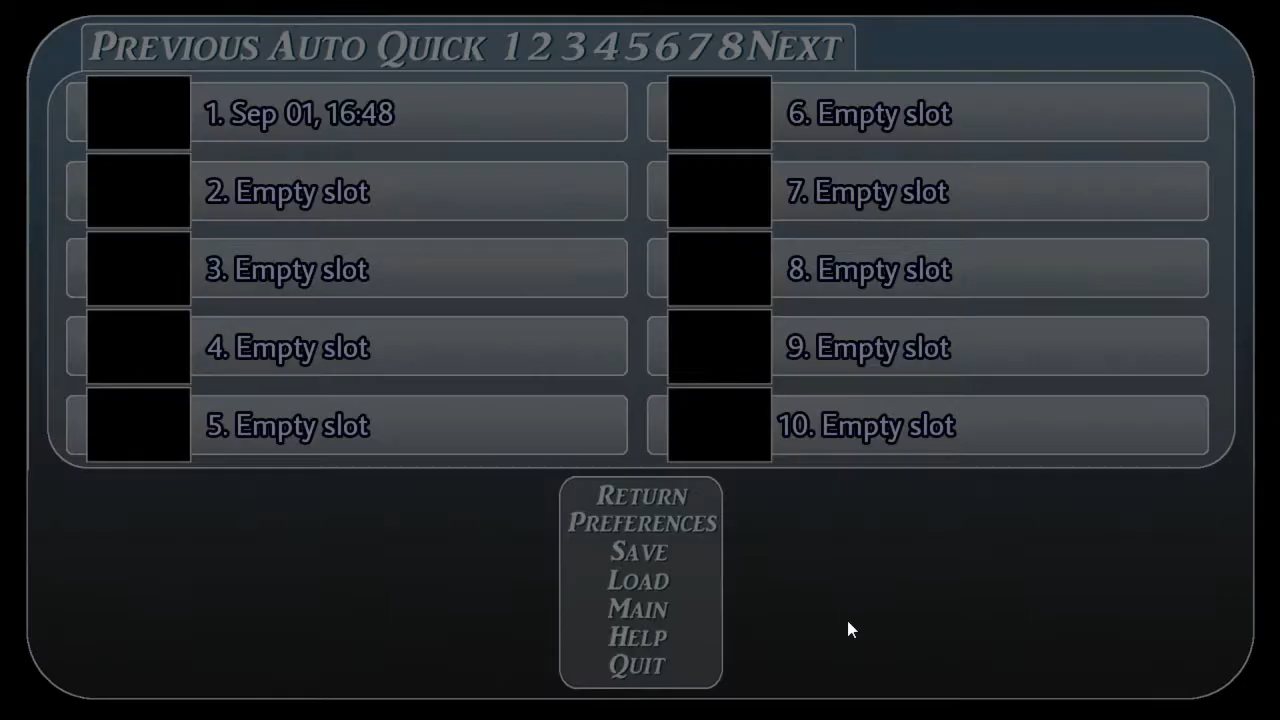 PREVIOUS AUTO QUICK 1 2 3 4 5 6 7 8 NEXT
1. Sep 01, 16:48
2. Empty slot
3. Empty slot
4. Empty slot
5. Empty slot
6. Empty slot
7. Empty slot
8. Empty slot
9. Empty slot
10. Empty slot
RETURN
PREFERENCES
SAVE
LOAD
MAIN
HELP
QUIT